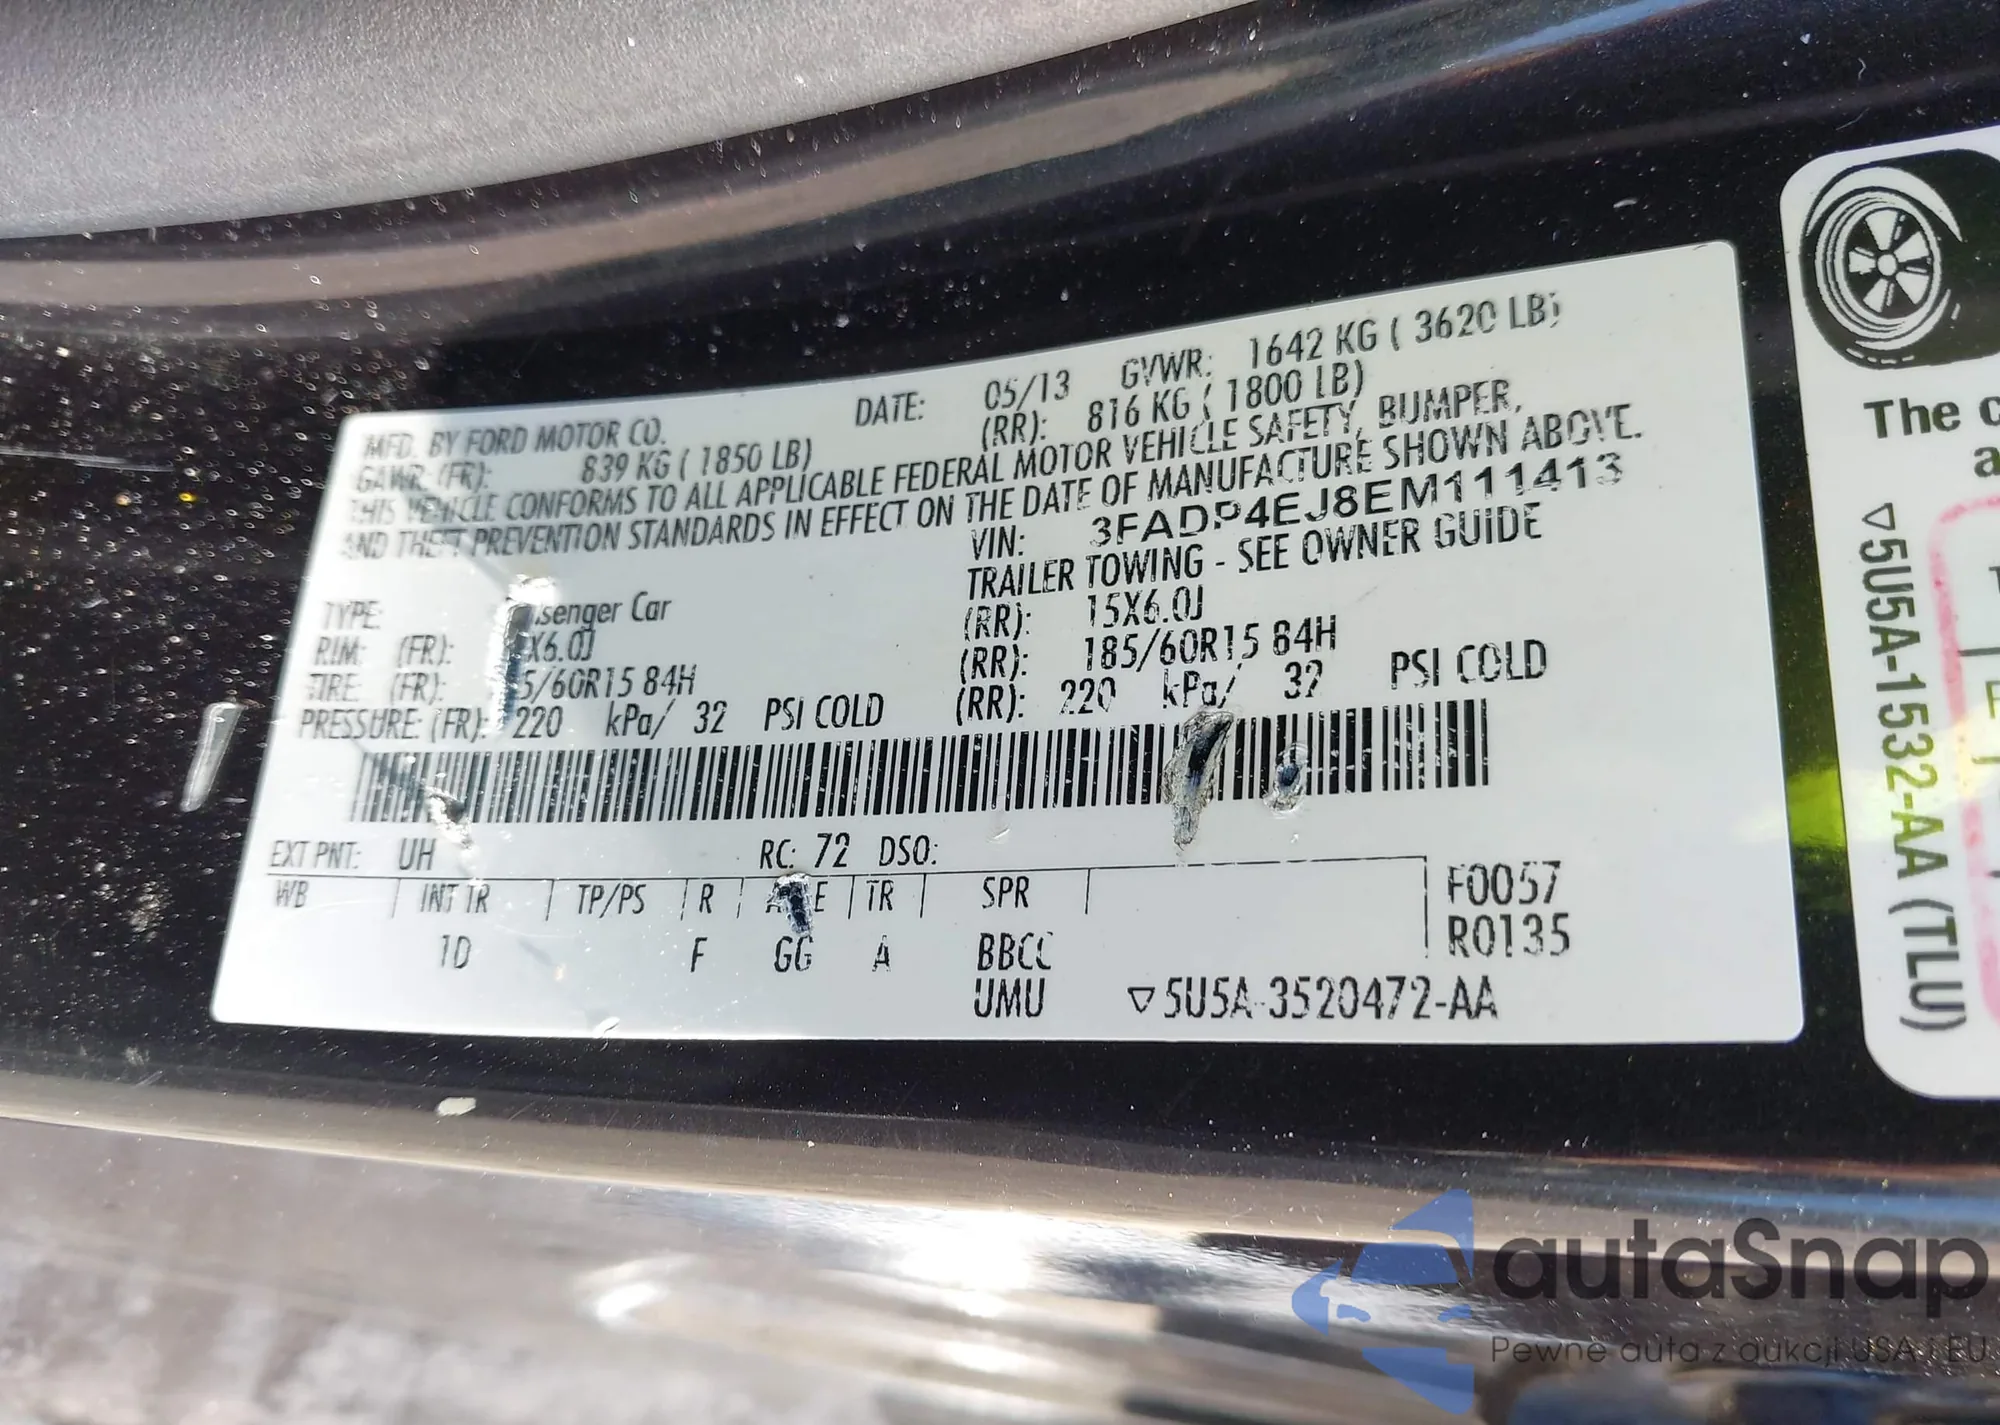 MFD. BY FORD MOTOR CO. DATE: 05/13 GVWR: 1642 KG ( 3620 LB)
GAWR: (FR): 839 KG ( 1850 LB) (RR): 816 KG ( 1800 LB)
THIS VEHICLE CONFORMS TO ALL APPLICABLE FEDERAL MOTOR VEHICLE SAFETY, BUMPER,
AND THEFT PREVENTION STANDARDS IN EFFECT ON THE DATE OF MANUFACTURE SHOWN ABOVE.
VIN: 3FADP4EJ8EM111413
TRAILER TOWING - SEE OWNER GUIDE
TYPE: ssenger Car
RIM: (FR): X6.0J (RR): 15X6.0J
TIRE: (FR): 5/60R15 84H (RR): 185/60R15 84H
PRESSURE: (FR): 220 kPa/ 32 PSI COLD (RR): 220 kPa/ 32 PSI COLD
EXT PNT: UH RC: 72 DSO:
WB INT TR TP/PS R TR SPR F0057
1D F GG A BBCC R0135
UMU ▽5U5A-3520472-AA
The
▽5U5A-1532-AA (TLU)
autaSnap
Pewne auta z aukcji USA i EU